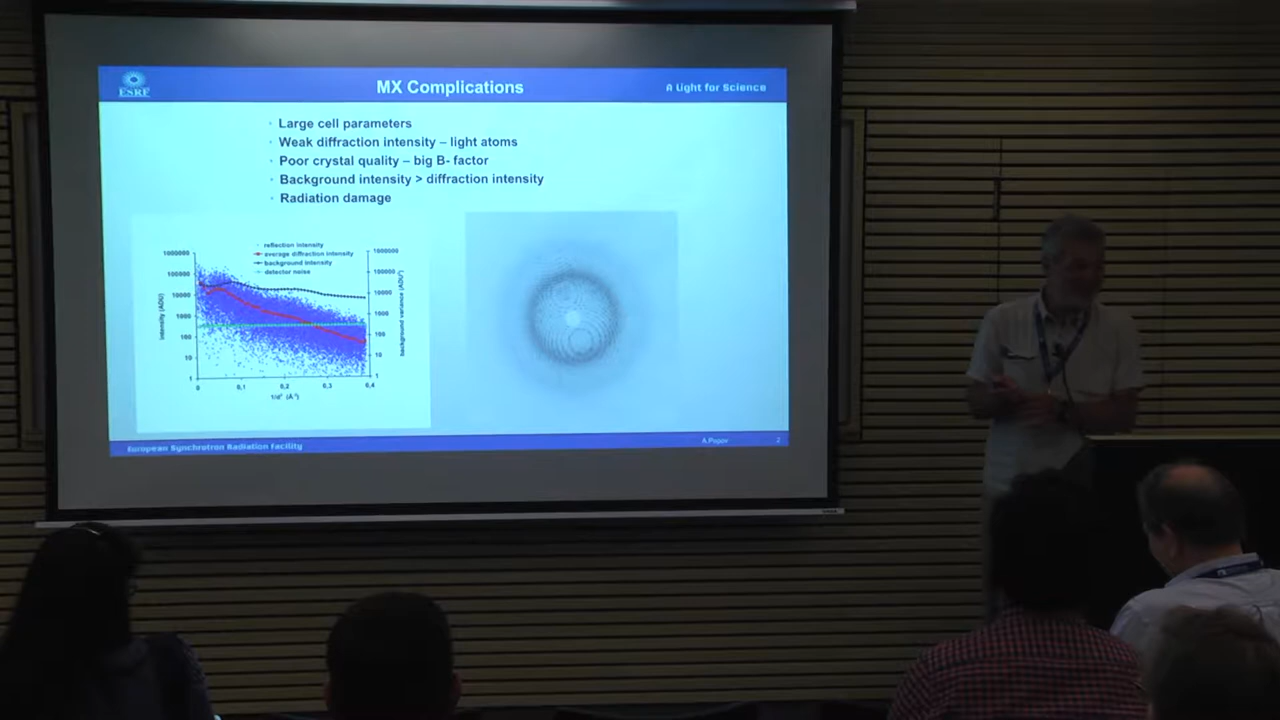 ESRF
MX Complications
A Light for Science
Large cell parameters
Weak diffraction intensity – light atoms
Poor crystal quality – big B- factor
Background intensity > diffraction intensity
Radiation damage
reflection intensity
average diffraction intensity
background intensity
detector noise
1000000
100000
10000
1000
100
10
1
intensity (ADU)
1000000
100000
10000
1000
100
10
1
background variance (ADU²)
0
0,1
0,2
0,3
0,4
1/d² (Å⁻²)
European Synchrotron Radiation Facility
A.Popov
2